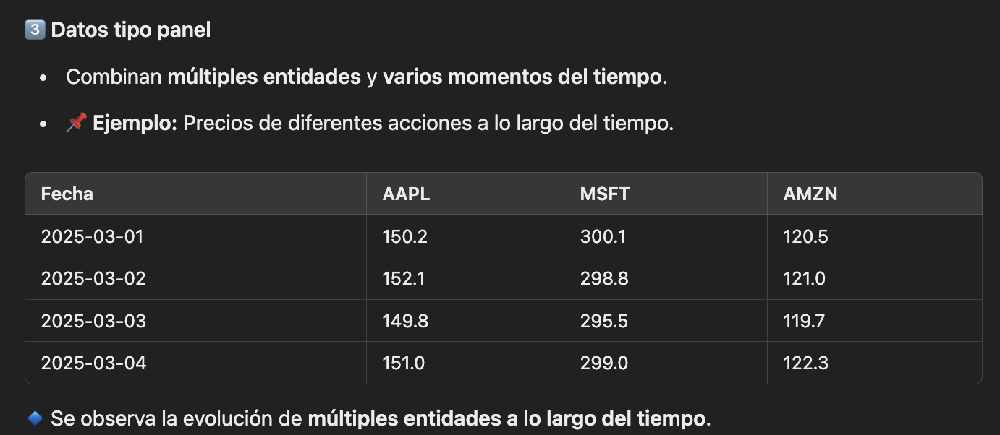 3 Datos tipo panel
• Combinan múltiples entidades y varios momentos del tiempo.
• 📌 Ejemplo: Precios de diferentes acciones a lo largo del tiempo.
Fecha AAPL MSFT AMZN
2025-03-01 150.2 300.1 120.5
2025-03-02 152.1 298.8 121.0
2025-03-03 149.8 295.5 119.7
2025-03-04 151.0 299.0 122.3
🔹 Se observa la evolución de múltiples entidades a lo largo del tiempo.